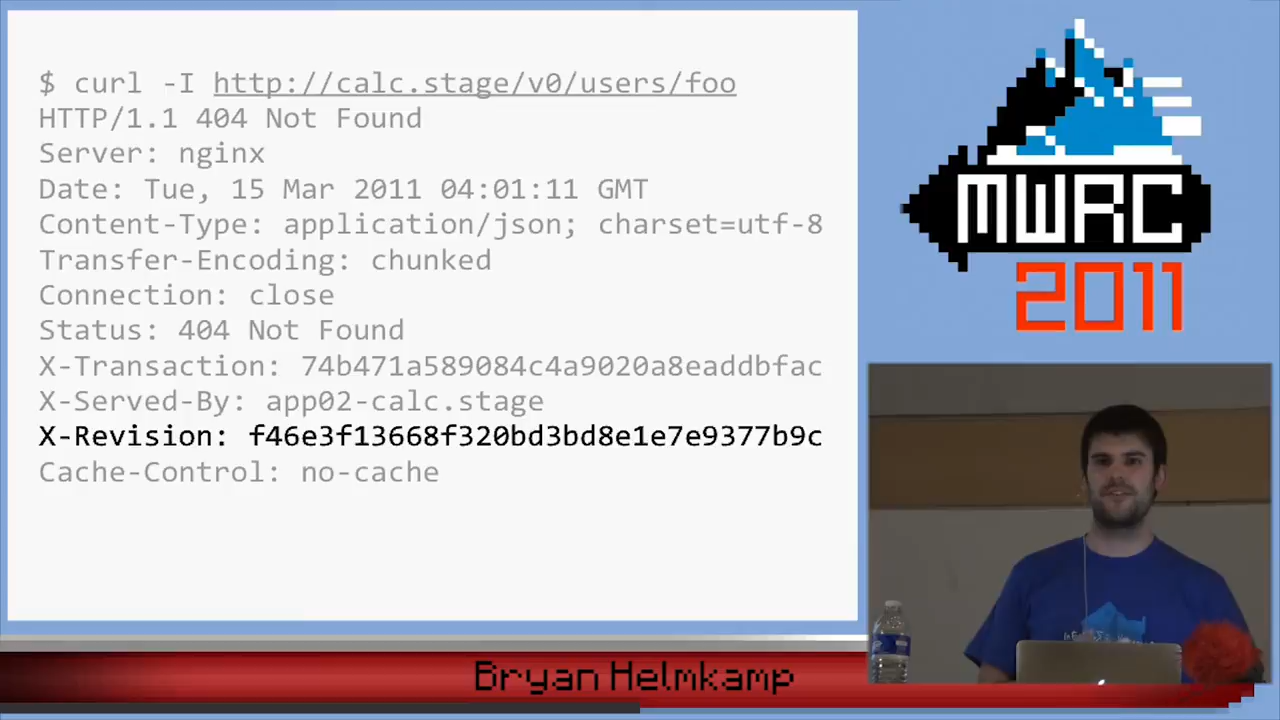 $ curl -I http://calc.stage/v0/users/foo
HTTP/1.1 404 Not Found
Server: nginx
Date: Tue, 15 Mar 2011 04:01:11 GMT
Content-Type: application/json; charset=utf-8
Transfer-Encoding: chunked
Connection: close
Status: 404 Not Found
X-Transaction: 74b471a589084c4a9020a8eaddbfac
X-Served-By: app02-calc.stage
X-Revision: f46e3f13668f320bd3bd8e1e7e9377b9c
Cache-Control: no-cache
MWRC
2011
Bryan Helmkamp